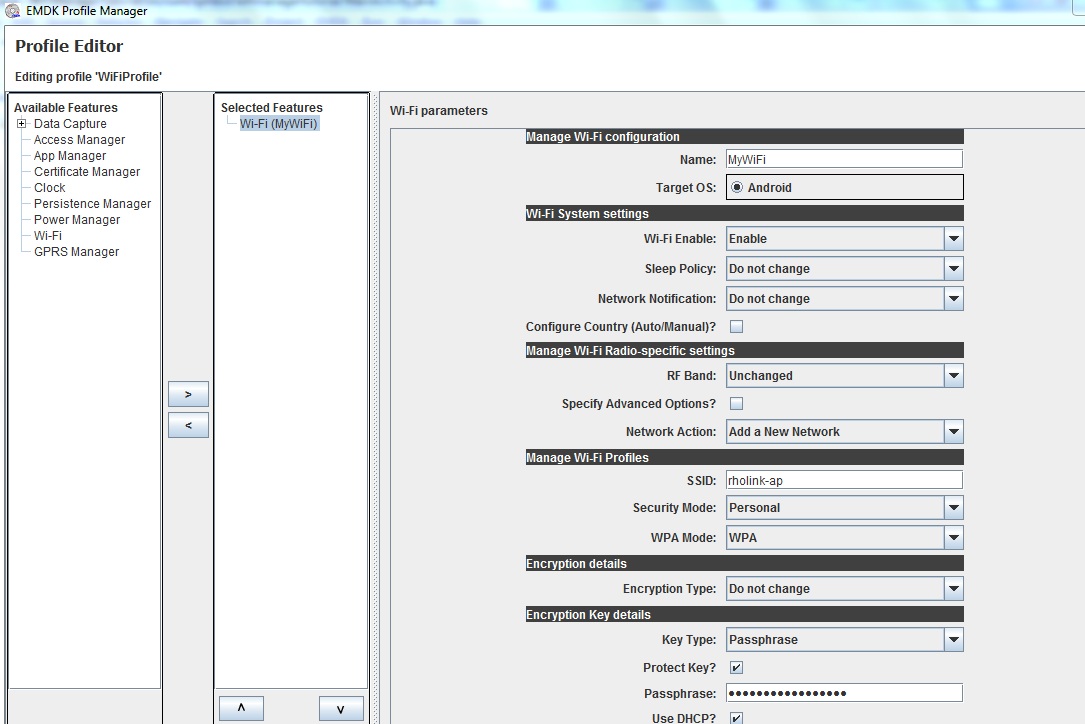 EMDK Profile Manager
Profile Editor
Editing profile 'WiFiProfile'
Available Features
Data Capture
Access Manager
App Manager
Certificate Manager
Clock
Persistence Manager
Power Manager
Wi-Fi
GPRS Manager
>
<
Selected Features
Wi-Fi (MyWiFi)
^
v
Wi-Fi parameters
Manage Wi-Fi configuration
Name: MyWiFi
Target OS: Android
Wi-Fi System settings
Wi-Fi Enable: Enable
Sleep Policy: Do not change
Network Notification: Do not change
Configure Country (Auto/Manual)?
Manage Wi-Fi Radio-specific settings
RF Band: Unchanged
Specify Advanced Options?
Network Action: Add a New Network
Manage Wi-Fi Profiles
SSID: rholink-ap
Security Mode: Personal
WPA Mode: WPA
Encryption details
Encryption Type: Do not change
Encryption Key details
Key Type: Passphrase
Protect Key?
Passphrase: •••••••••••••••••
Use DHCP?